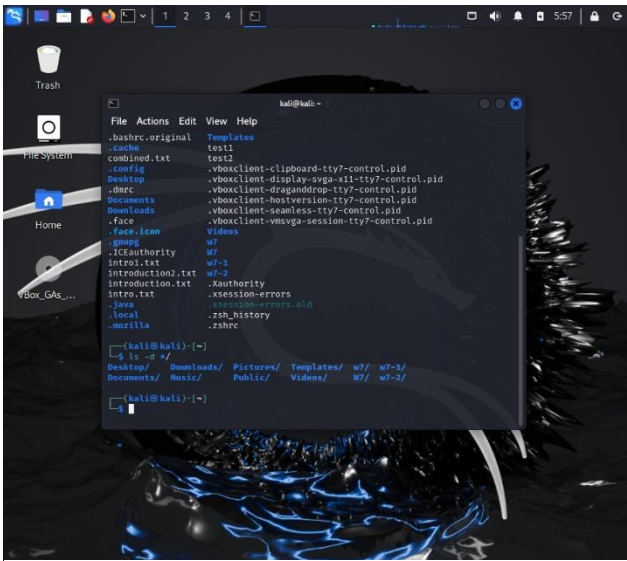 1 2 3 4 5:57
Trash
File System
Home
VBox_GAs_...
kali@kali: ~
File Actions Edit View Help
.bashrc.original Templates
.cache test1
combined.txt test2
.config .vboxclient-clipboard-tty7-control.pid
Desktop .vboxclient-display-svga-x11-tty7-control.pid
.dmrc .vboxclient-draganddrop-tty7-control.pid
Documents .vboxclient-hostversion-tty7-control.pid
Downloads .vboxclient-seamless-tty7-control.pid
.face .vboxclient-vmsvga-session-tty7-control.pid
.face.icon Videos
.gnupg w7
.ICEauthority W7
intro1.txt w7-1
introduction2.txt w7-2
introduction.txt .Xauthority
intro.txt .xsession-errors
.java .xsession-errors.old
.local .zsh_history
.mozilla .zshrc
(kali㉿kali)-[~]
$ ls -d */
Desktop/ Downloads/ Pictures/ Templates/ w7/ w7-1/
Documents/ Music/ Public/ Videos/ W7/ w7-2/
(kali㉿kali)-[~]
$